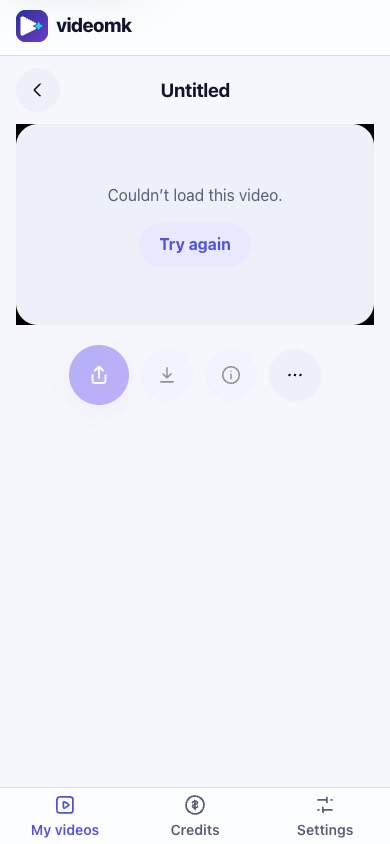 videomk
Untitled
Couldn’t load this video.
Try again
My videos
Credits
Settings